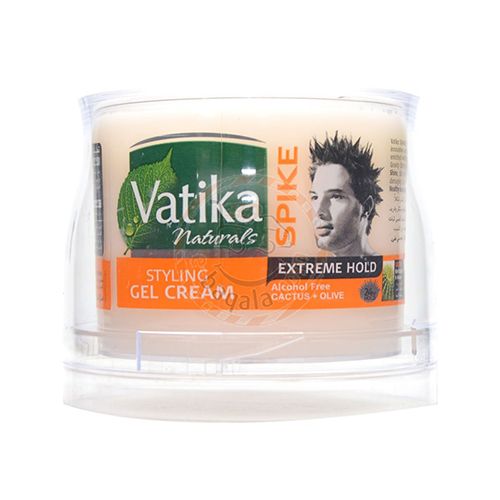 Vatika
Naturals
STYLING
GEL CREAM
SPIKE
EXTREME HOLD
Alcohol Free
CACTUS + OLIVE